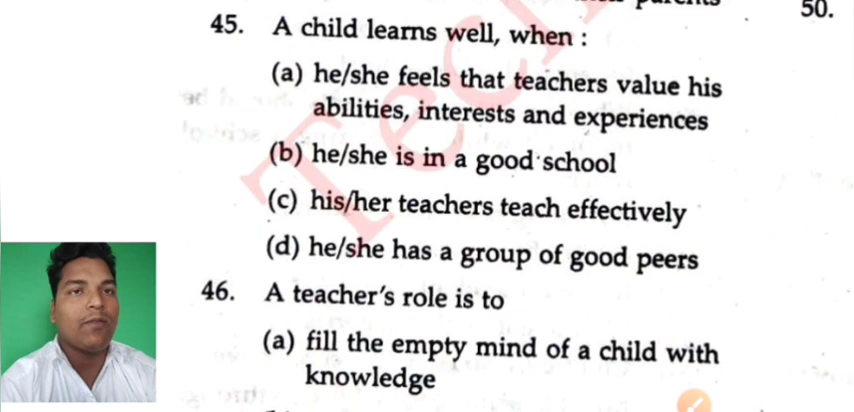 50.
45. A child learns well, when :
(a) he/she feels that teachers value his
abilities, interests and experiences
(b) he/she is in a good school
(c) his/her teachers teach effectively
(d) he/she has a group of good peers
46. A teacher's role is to
(a) fill the empty mind of a child with
knowledge